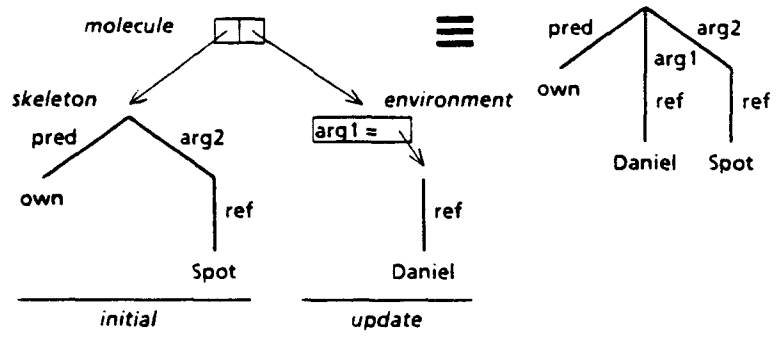 molecule
pred arg2
arg1
own
ref ref
Daniel Spot
skeleton environment
pred arg2
arg1 =
own
ref ref
Spot Daniel
initial update